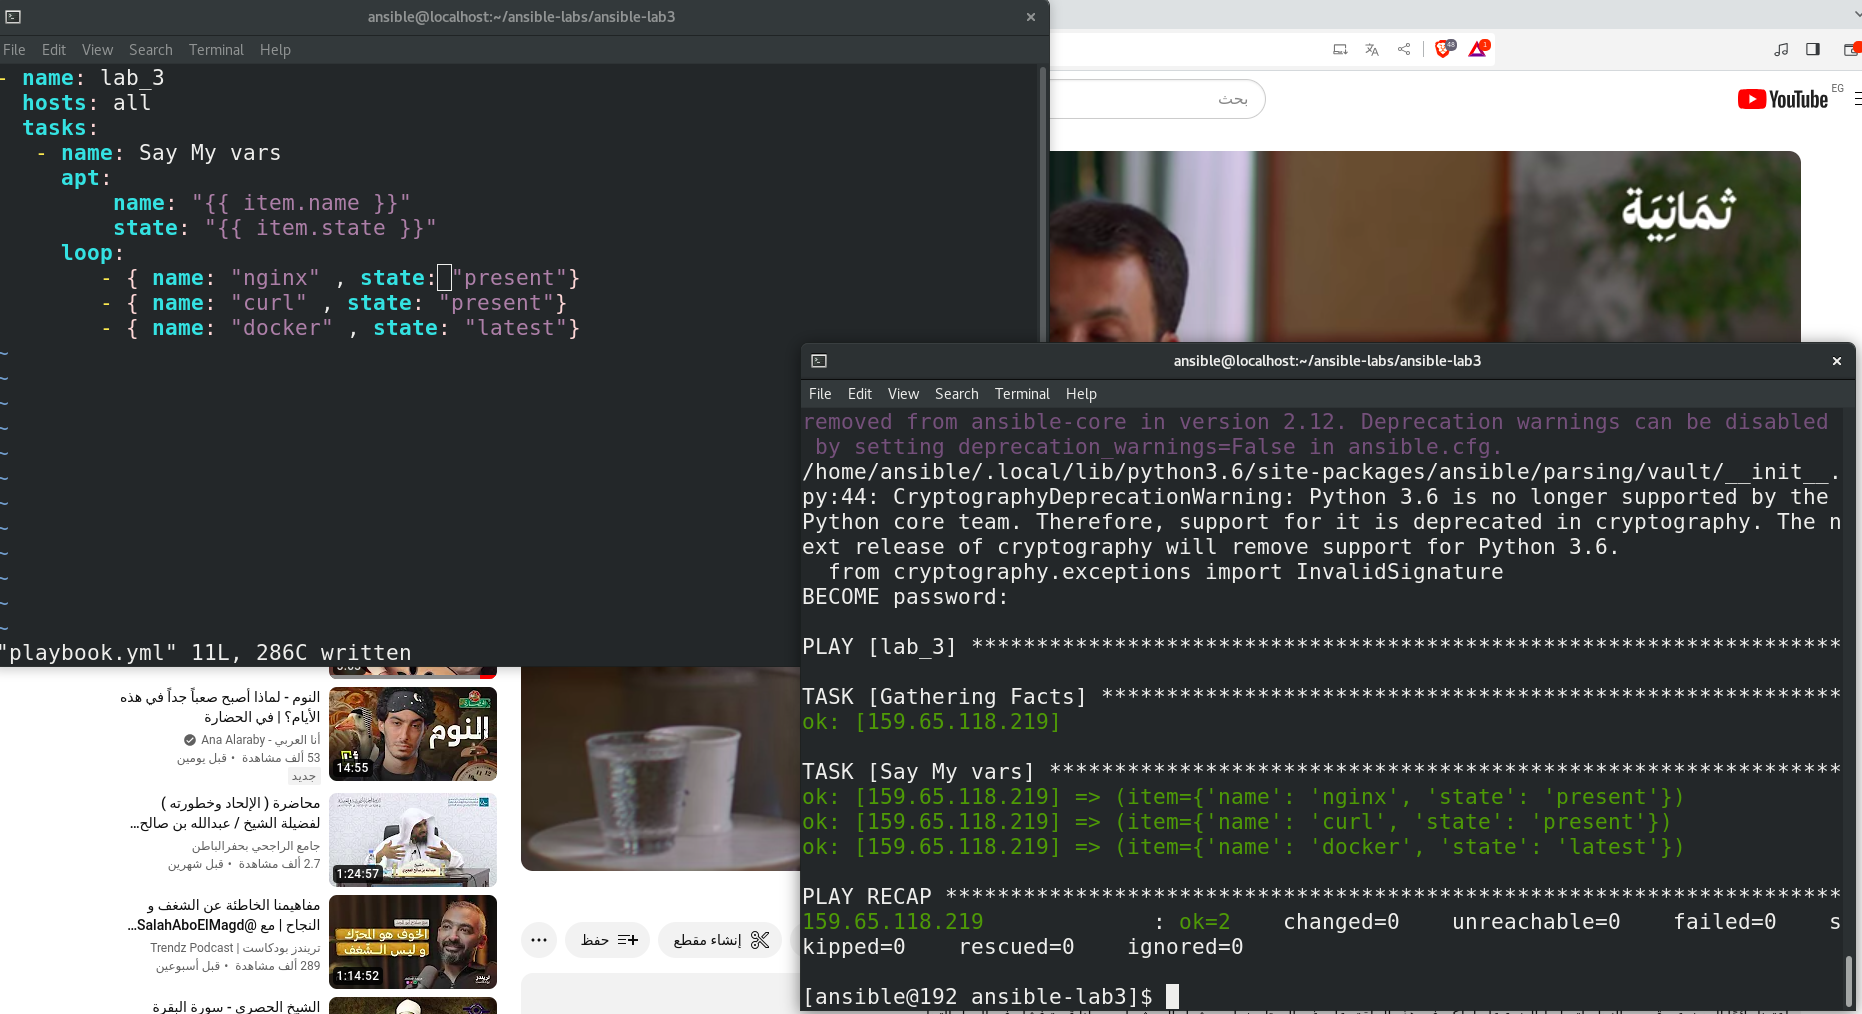 ansible@localhost:~/ansible-labs/ansible-lab3
File Edit View Search Terminal Help
- name: lab_3
hosts: all
tasks:
- name: Say My vars
apt:
name: "{{ item.name }}"
state: "{{ item.state }}"
loop:
- { name: "nginx" , state: "present"}
- { name: "curl" , state: "present"}
- { name: "docker" , state: "latest"}
~
~
~
~
~
~
~
~
~
~
~
~
"playbook.yml" 11L, 286C written
48
1
بحث
YouTube
EG
ثمَانِيَة
ansible@localhost:~/ansible-labs/ansible-lab3
File Edit View Search Terminal Help
removed from ansible-core in version 2.12. Deprecation warnings can be disabled
by setting deprecation_warnings=False in ansible.cfg.
/home/ansible/.local/lib/python3.6/site-packages/ansible/parsing/vault/__init__.
py:44: CryptographyDeprecationWarning: Python 3.6 is no longer supported by the
Python core team. Therefore, support for it is deprecated in cryptography. The n
ext release of cryptography will remove support for Python 3.6.
from cryptography.exceptions import InvalidSignature
BECOME password:
PLAY [lab_3] *******************************************************************
TASK [Gathering Facts] *********************************************************
ok: [159.65.118.219]
TASK [Say My vars] *************************************************************
ok: [159.65.118.219] => (item={'name': 'nginx', 'state': 'present'})
ok: [159.65.118.219] => (item={'name': 'curl', 'state': 'present'})
ok: [159.65.118.219] => (item={'name': 'docker', 'state': 'latest'})
PLAY RECAP *********************************************************************
159.65.118.219 : ok=2 changed=0 unreachable=0 failed=0 s
kipped=0 rescued=0 ignored=0
[ansible@192 ansible-lab3]$
النوم - لماذا أصبح صعباً جداً في هذه
الأيام؟ | في الحضارة
أنا العربي - Ana Alaraby
53 ألف مشاهدة • قبل يومين
جديد
النوم
14:55
محاضرة ( الإلحاد وخطورته )
لفضيلة الشيخ / عبدالله بن صالح...
جامع الراجحي بحفرالباطن
2.7 ألف مشاهدة • قبل شهرين
1:24:57
مفاهيمنا الخاطئة عن الشغف و
النجاح | مع @SalahAboElMagd...
تريندز بودكاست | Trendz Podcast
289 ألف مشاهدة • قبل أسبوعين
الخوف هو المحرّك
و ليس الشّغف
1:14:52
الشيخ الحصري - سورة البقرة
حفظ
إنشاء مقطع